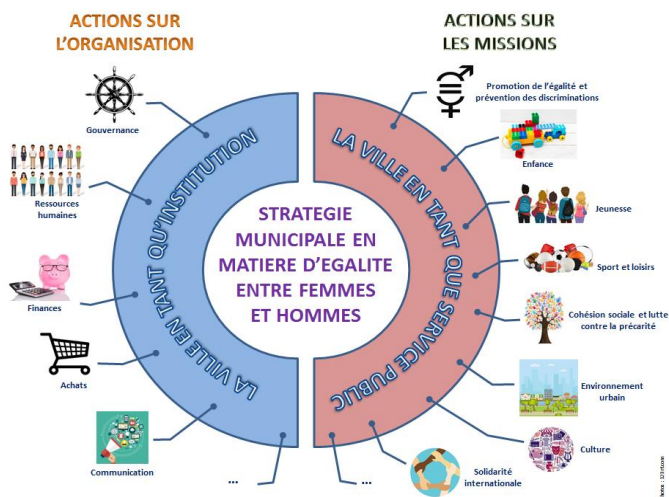 ACTIONS SUR
L'ORGANISATION
ACTIONS SUR
LES MISSIONS
Gouvernance
Ressources
humaines
Finances
Achats
Communication
...
LA VILLE EN TANT QU'INSTITUTION
STRATEGIE
MUNICIPALE EN
MATIERE D'EGALITE
ENTRE FEMMES
ET HOMMES
LA VILLE EN TANT QUE SERVICE PUBLIC
Promotion de l'égalité et
prévention des discriminations
Enfance
Jeunesse
Sport et loisirs
Cohésion sociale et lutte
contre la précarité
Environnement
urbain
Culture
Solidarité
internationale
...